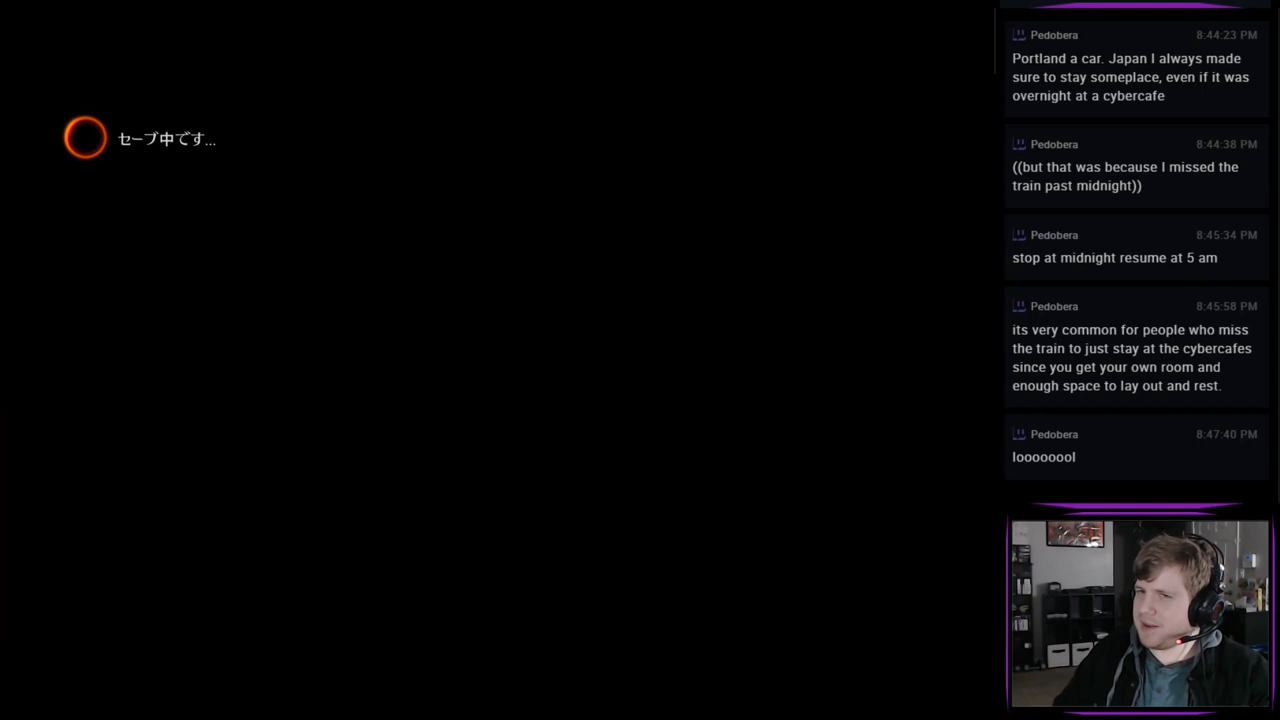 セーブ中です...
Pedobera 8:44:23 PM
Portland a car. Japan I always made
sure to stay someplace, even if it was
overnight at a cybercafe
Pedobera 8:44:38 PM
((but that was because I missed the
train past midnight))
Pedobera 8:45:34 PM
stop at midnight resume at 5 am
Pedobera 8:45:58 PM
its very common for people who miss
the train to just stay at the cybercafes
since you get your own room and
enough space to lay out and rest.
Pedobera 8:47:40 PM
loooooool